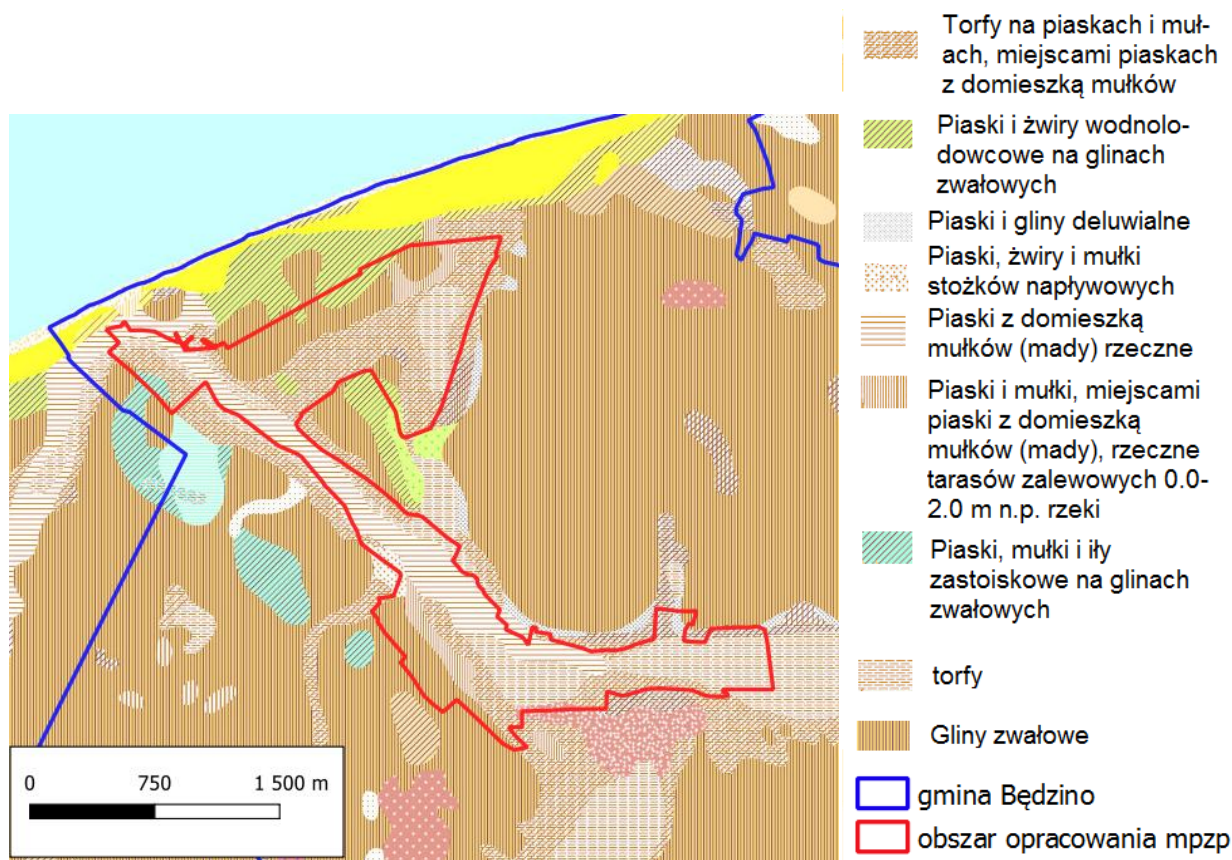 Torfy na piaskach i muł-
ach, miejscami piaskach
z domieszką mułków
Piaski i żwiry wodnolo-
dowcowe na glinach
zwałowych
Piaski i gliny deluwialne
Piaski, żwiry i mułki
stożków napływowych
Piaski z domieszką
mułków (mady) rzeczne
Piaski i mułki, miejscami
piaski z domieszką
mułków (mady), rzeczne
tarasów zalewowych 0.0-
2.0 m n.p. rzeki
Piaski, mułki i iły
zastoiskowe na glinach
zwałowych
torfy
Gliny zwałowe
gmina Będzino
obszar opracowania mpzp
0 750 1 500 m